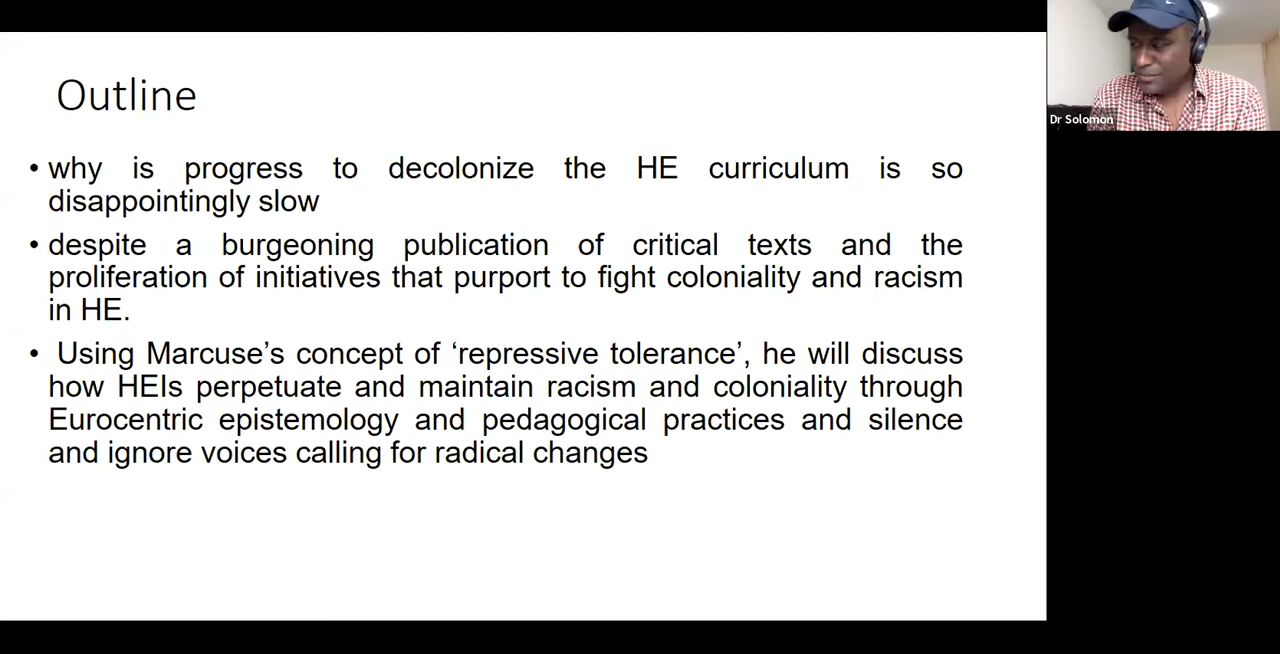 Outline
• why is progress to decolonize the HE curriculum is so
disappointingly slow
• despite a burgeoning publication of critical texts and the
proliferation of initiatives that purport to fight coloniality and racism
in HE.
• Using Marcuse’s concept of ‘repressive tolerance’, he will discuss
how HEIs perpetuate and maintain racism and coloniality through
Eurocentric epistemology and pedagogical practices and silence
and ignore voices calling for radical changes
Dr Solomon